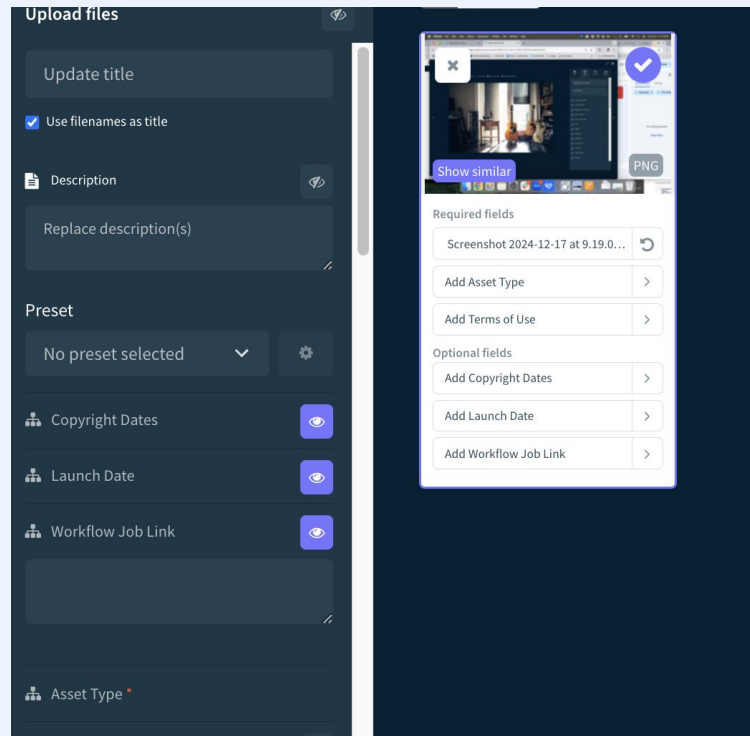 Upload files
Update title
Use filenames as title
Description
Replace description(s)
Preset
No preset selected
Copyright Dates
Launch Date
Workflow Job Link
Asset Type *
Show similar
PNG
Required fields
Screenshot 2024-12-17 at 9.19.0...
Add Asset Type
Add Terms of Use
Optional fields
Add Copyright Dates
Add Launch Date
Add Workflow Job Link